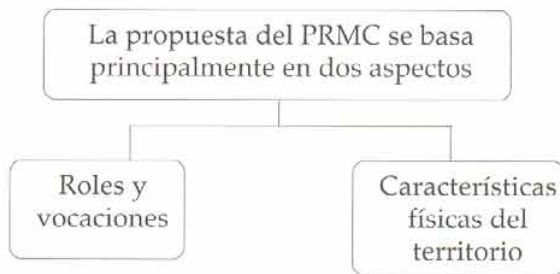 La propuesta del PRMC se basa
principalmente en dos aspectos
Roles y
vocaciones
Características
físicas del
territorio